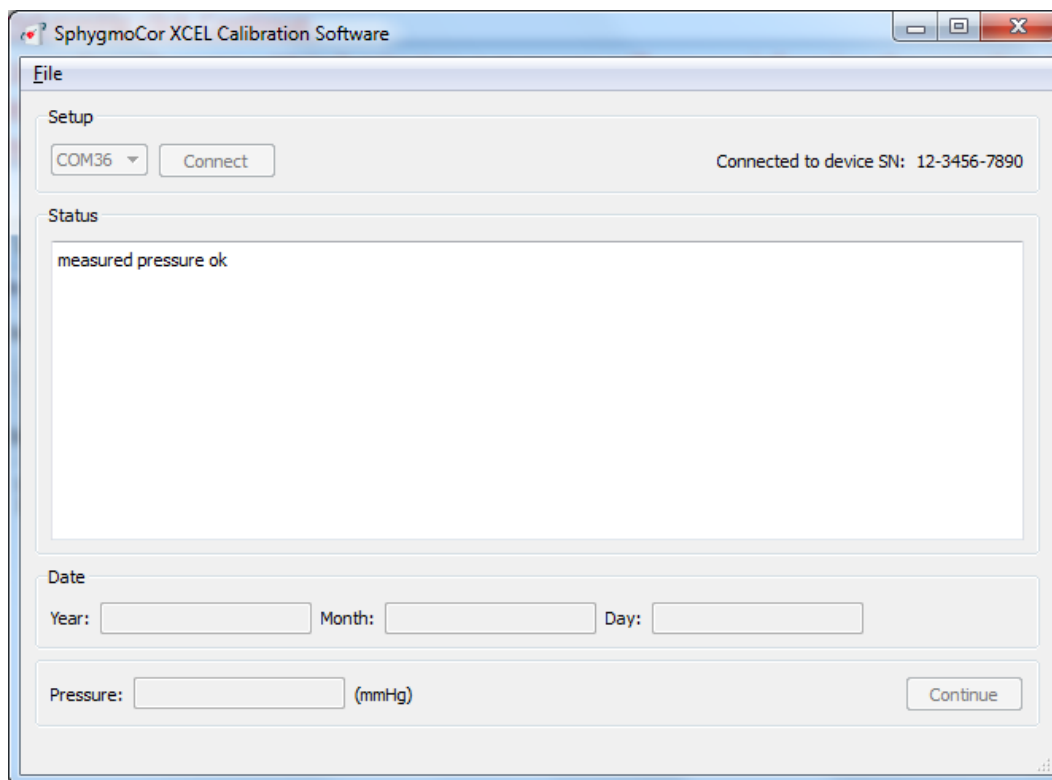 SphygmoCor XCEL Calibration Software
File
Setup
COM36 Connect Connected to device SN: 12-3456-7890
Status
measured pressure ok
Date
Year: Month: Day:
Pressure: (mmHg) Continue